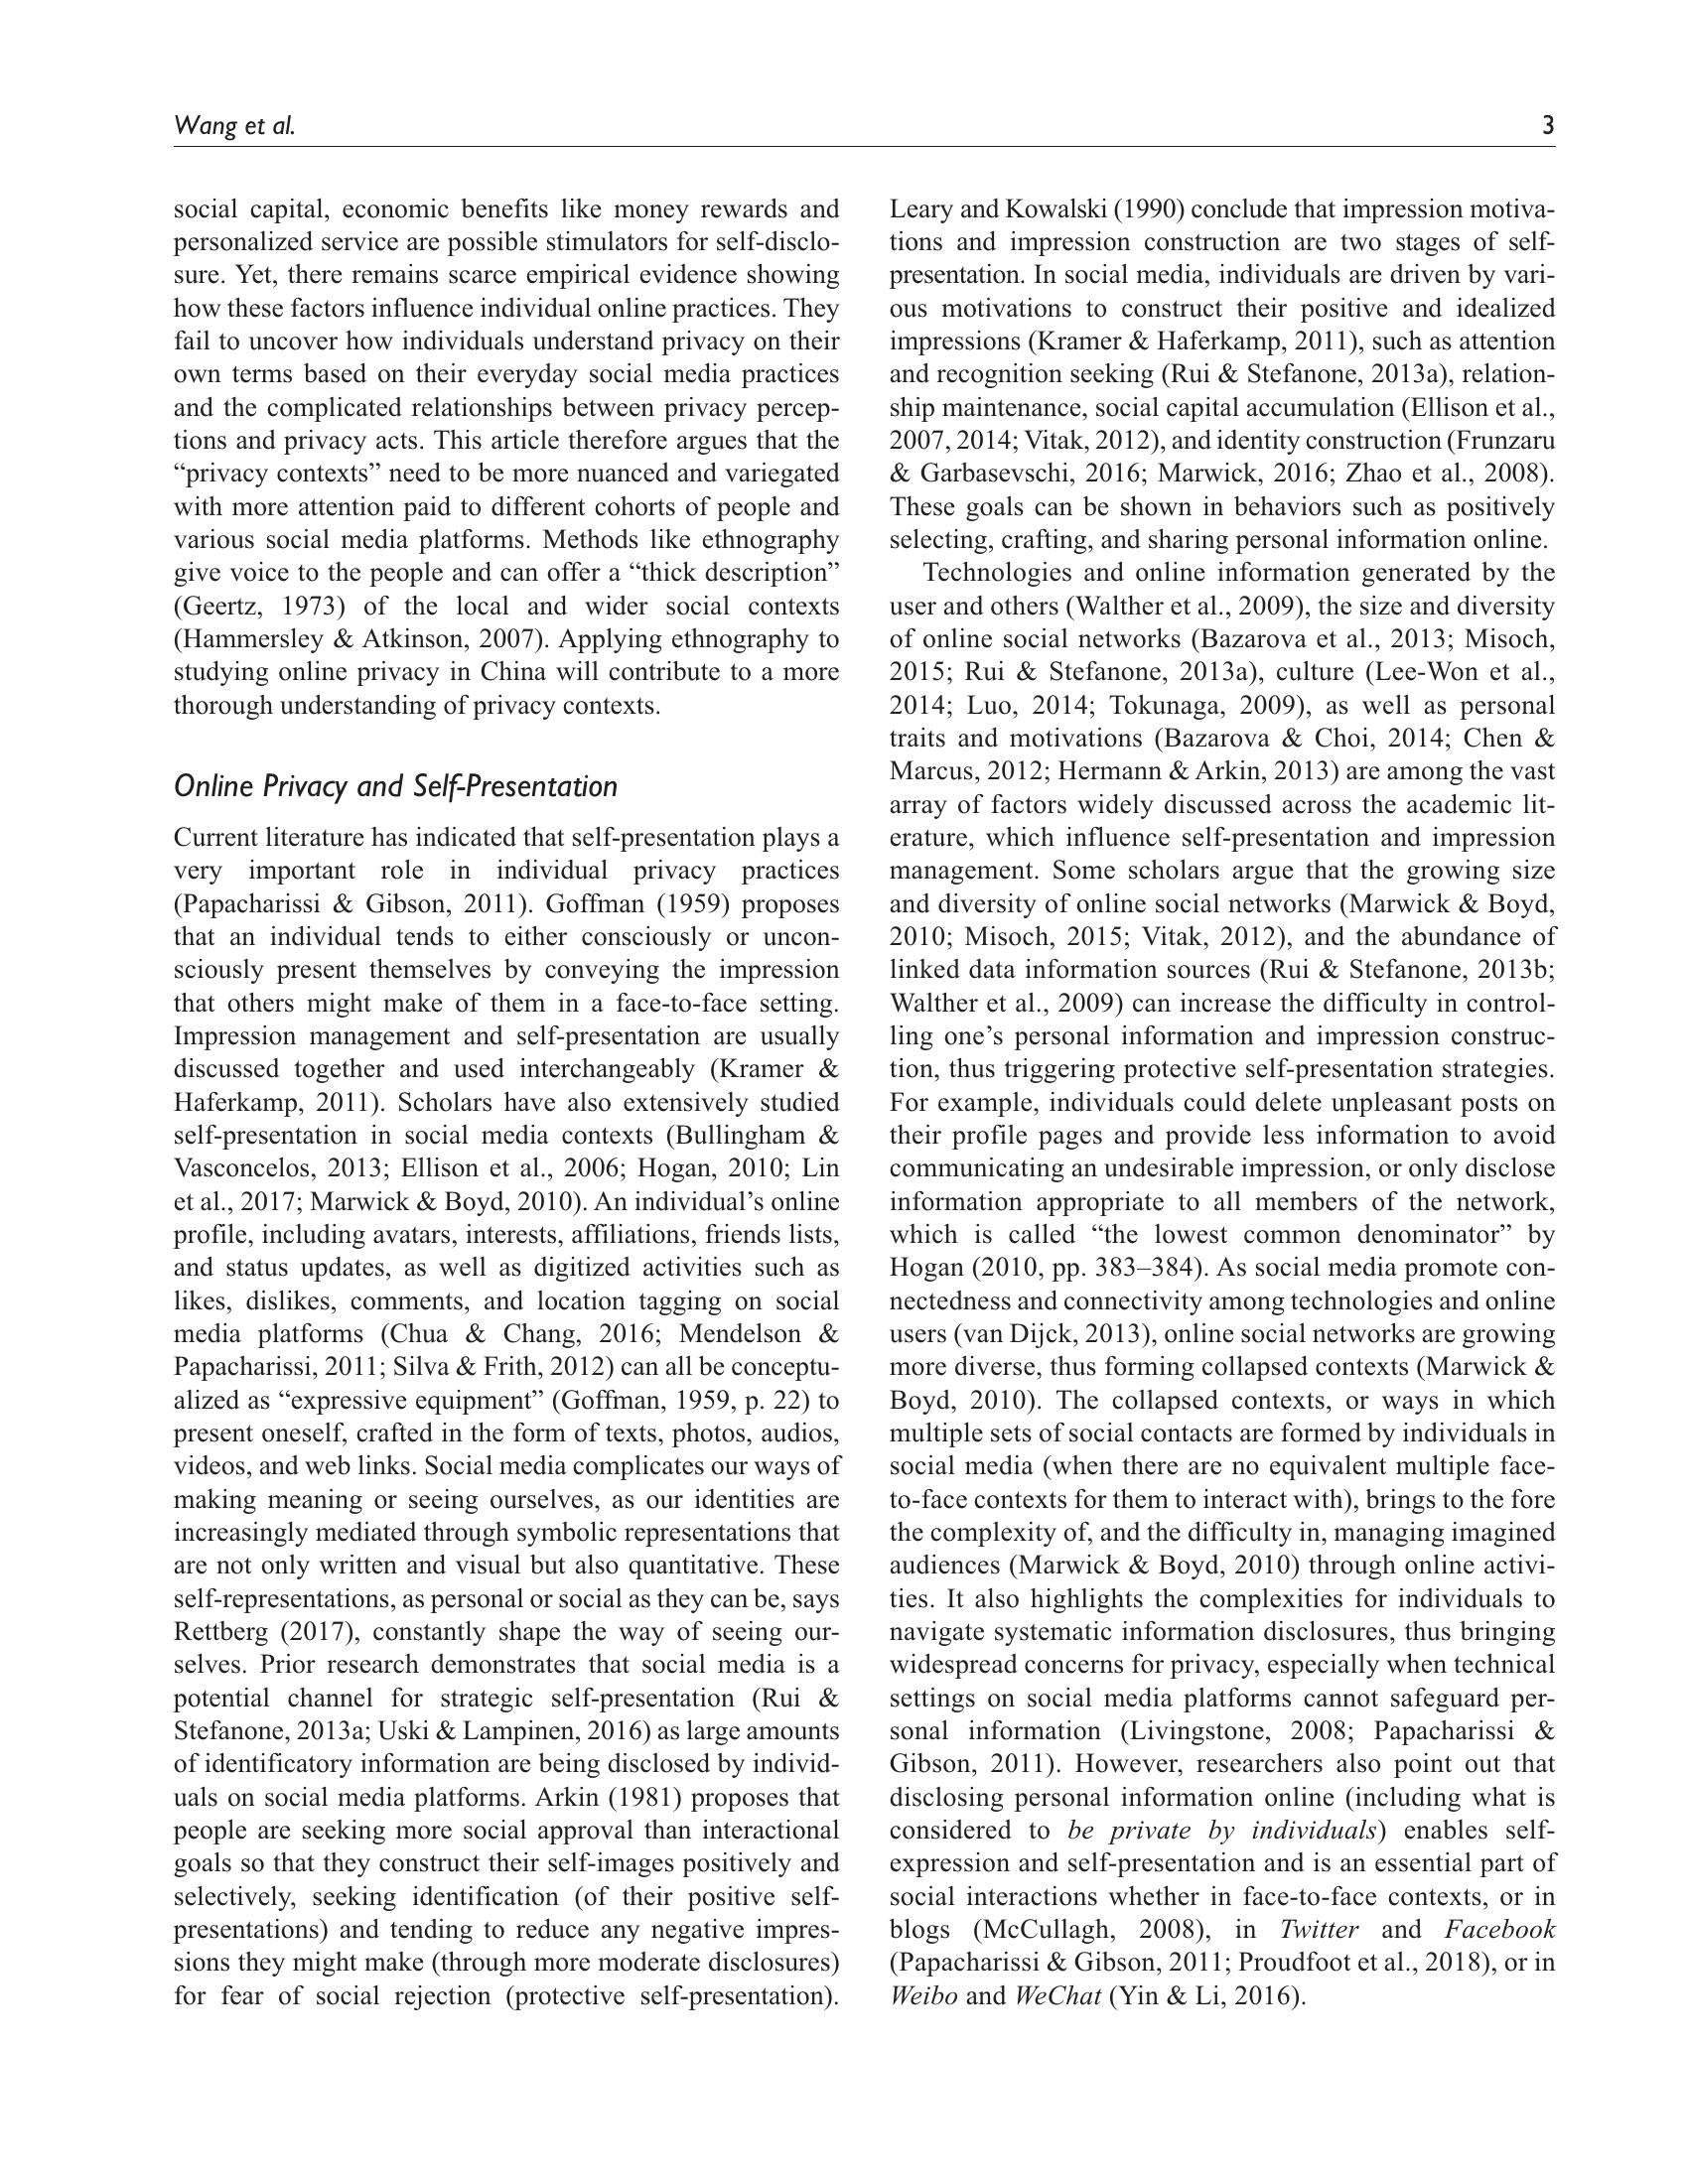 Wang et al.
3
social capital, economic benefits like money rewards and
personalized service are possible stimulators for self-disclo-
sure. Yet, there remains scarce empirical evidence showing
how these factors influence individual online practices. They
fail to uncover how individuals understand privacy on their
own terms based on their everyday social media practices
and the complicated relationships between privacy percep-
tions and privacy acts. This article therefore argues that the
“privacy contexts” need to be more nuanced and variegated
with more attention paid to different cohorts of people and
various social media platforms. Methods like ethnography
give voice to the people and can offer a “thick description”
(Geertz, 1973) of the local and wider social contexts
(Hammersley & Atkinson, 2007). Applying ethnography to
studying online privacy in China will contribute to a more
thorough understanding of privacy contexts.
Online Privacy and Self-Presentation
Current literature has indicated that self-presentation plays a
very important role in individual privacy practices
(Papacharissi & Gibson, 2011). Goffman (1959) proposes
that an individual tends to either consciously or uncon-
sciously present themselves by conveying the impression
that others might make of them in a face-to-face setting.
Impression management and self-presentation are usually
discussed together and used interchangeably (Kramer &
Haferkamp, 2011). Scholars have also extensively studied
self-presentation in social media contexts (Bullingham &
Vasconcelos, 2013; Ellison et al., 2006; Hogan, 2010; Lin
et al., 2017; Marwick & Boyd, 2010). An individual’s online
profile, including avatars, interests, affiliations, friends lists,
and status updates, as well as digitized activities such as
likes, dislikes, comments, and location tagging on social
media platforms (Chua & Chang, 2016; Mendelson &
Papacharissi, 2011; Silva & Frith, 2012) can all be conceptu-
alized as “expressive equipment” (Goffman, 1959, p. 22) to
present oneself, crafted in the form of texts, photos, audios,
videos, and web links. Social media complicates our ways of
making meaning or seeing ourselves, as our identities are
increasingly mediated through symbolic representations that
are not only written and visual but also quantitative. These
self-representations, as personal or social as they can be, says
Rettberg (2017), constantly shape the way of seeing our-
selves. Prior research demonstrates that social media is a
potential channel for strategic self-presentation (Rui &
Stefanone, 2013a; Uski & Lampinen, 2016) as large amounts
of identificatory information are being disclosed by individ-
uals on social media platforms. Arkin (1981) proposes that
people are seeking more social approval than interactional
goals so that they construct their self-images positively and
selectively, seeking identification (of their positive self-
presentations) and tending to reduce any negative impres-
sions they might make (through more moderate disclosures)
for fear of social rejection (protective self-presentation).
Leary and Kowalski (1990) conclude that impression motiva-
tions and impression construction are two stages of self-
presentation. In social media, individuals are driven by vari-
ous motivations to construct their positive and idealized
impressions (Kramer & Haferkamp, 2011), such as attention
and recognition seeking (Rui & Stefanone, 2013a), relation-
ship maintenance, social capital accumulation (Ellison et al.,
2007, 2014; Vitak, 2012), and identity construction (Frunzaru
& Garbasevschi, 2016; Marwick, 2016; Zhao et al., 2008).
These goals can be shown in behaviors such as positively
selecting, crafting, and sharing personal information online.
Technologies and online information generated by the
user and others (Walther et al., 2009), the size and diversity
of online social networks (Bazarova et al., 2013; Misoch,
2015; Rui & Stefanone, 2013a), culture (Lee-Won et al.,
2014; Luo, 2014; Tokunaga, 2009), as well as personal
traits and motivations (Bazarova & Choi, 2014; Chen &
Marcus, 2012; Hermann & Arkin, 2013) are among the vast
array of factors widely discussed across the academic lit-
erature, which influence self-presentation and impression
management. Some scholars argue that the growing size
and diversity of online social networks (Marwick & Boyd,
2010; Misoch, 2015; Vitak, 2012), and the abundance of
linked data information sources (Rui & Stefanone, 2013b;
Walther et al., 2009) can increase the difficulty in control-
ling one’s personal information and impression construc-
tion, thus triggering protective self-presentation strategies.
For example, individuals could delete unpleasant posts on
their profile pages and provide less information to avoid
communicating an undesirable impression, or only disclose
information appropriate to all members of the network,
which is called “the lowest common denominator” by
Hogan (2010, pp. 383–384). As social media promote con-
nectedness and connectivity among technologies and online
users (van Dijck, 2013), online social networks are growing
more diverse, thus forming collapsed contexts (Marwick &
Boyd, 2010). The collapsed contexts, or ways in which
multiple sets of social contacts are formed by individuals in
social media (when there are no equivalent multiple face-
to-face contexts for them to interact with), brings to the fore
the complexity of, and the difficulty in, managing imagined
audiences (Marwick & Boyd, 2010) through online activi-
ties. It also highlights the complexities for individuals to
navigate systematic information disclosures, thus bringing
widespread concerns for privacy, especially when technical
settings on social media platforms cannot safeguard per-
sonal information (Livingstone, 2008; Papacharissi &
Gibson, 2011). However, researchers also point out that
disclosing personal information online (including what is
considered to be private by individuals) enables self-
expression and self-presentation and is an essential part of
social interactions whether in face-to-face contexts, or in
blogs (McCullagh, 2008), in Twitter and Facebook
(Papacharissi & Gibson, 2011; Proudfoot et al., 2018), or in
Weibo and WeChat (Yin & Li, 2016).